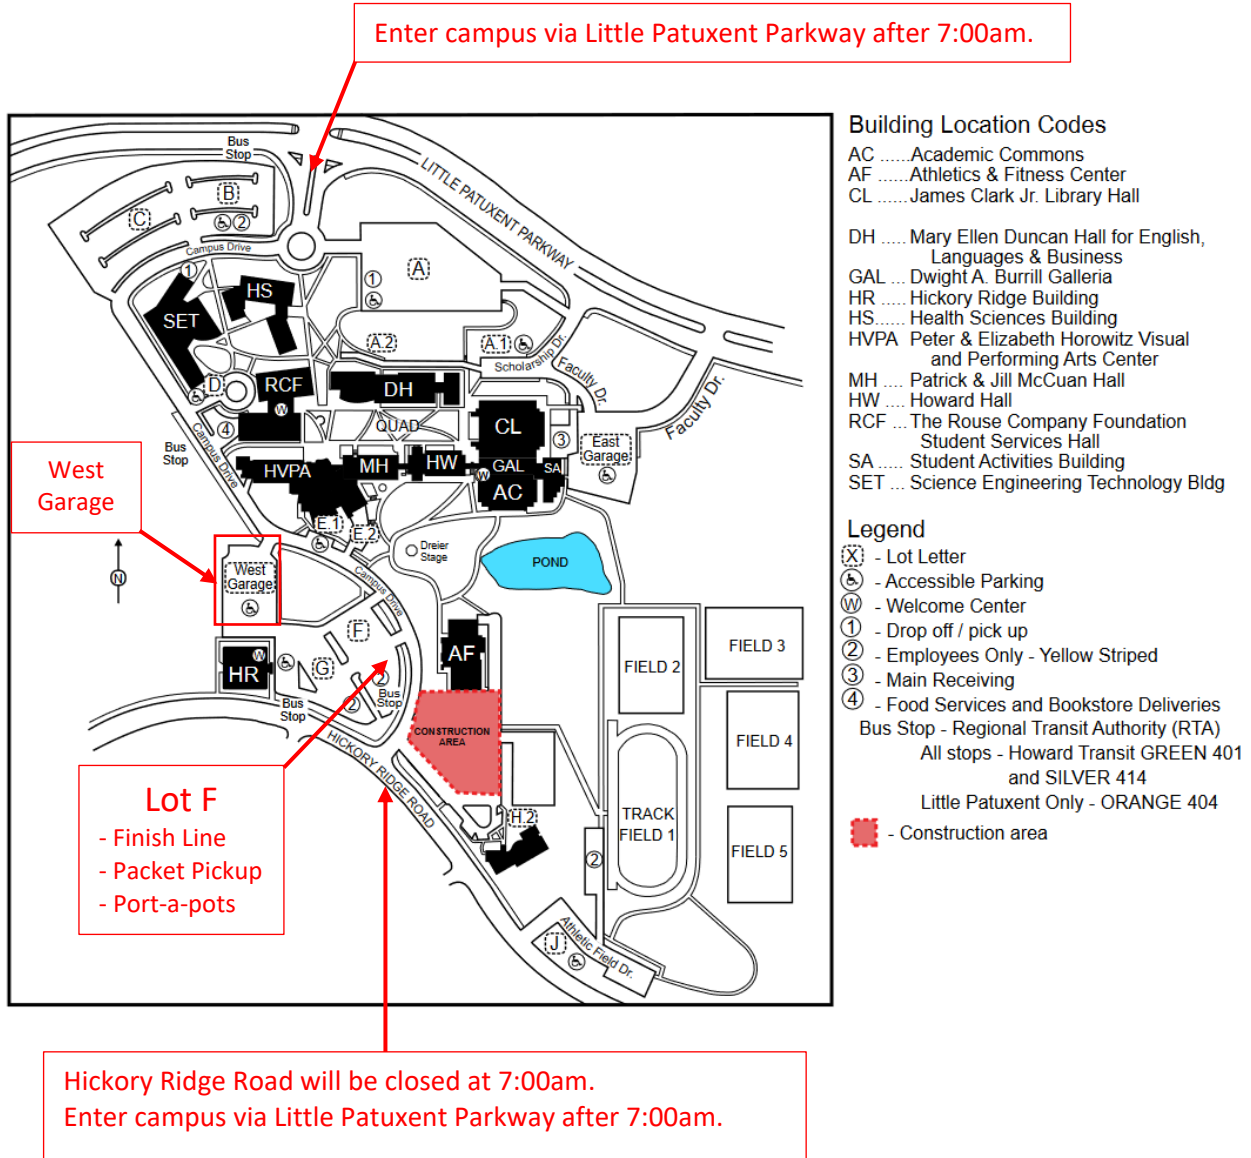 Enter campus via Little Patuxent Parkway after 7:00am.
Bus
Stop
B
2
C
Campus Drive
LITTLE PATUXENT PARKWAY
A
1
1
HS
SET
A.2
A.1
Scholarship Dr.
Faculty Dr.
Faculty Dr.
D
RCF
W
DH
QUAD
CL
4
3
East
Garage
Bus
Stop
Campus Drive
HVPA
MH
HW
GAL
W
SA
AC
West
Garage
E.1
E.2
Dreier
Stage
POND
N
West
Garage
Campus Drive
F
HR
W
G
2
2
Bus
Stop
Bus
Stop
AF
CONSTRUCTION
AREA
HICKORY RIDGE ROAD
H.2
FIELD 2
FIELD 3
FIELD 4
TRACK
FIELD 1
FIELD 5
2
J
Athletic Field Dr.
Lot F
- Finish Line
- Packet Pickup
- Port-a-pots
Hickory Ridge Road will be closed at 7:00am.
Enter campus via Little Patuxent Parkway after 7:00am.
Building Location Codes
AC ......Academic Commons
AF ......Athletics & Fitness Center
CL ......James Clark Jr. Library Hall
DH ..... Mary Ellen Duncan Hall for English,
Languages & Business
GAL ... Dwight A. Burrill Galleria
HR ..... Hickory Ridge Building
HS...... Health Sciences Building
HVPA Peter & Elizabeth Horowitz Visual
and Performing Arts Center
MH .... Patrick & Jill McCuan Hall
HW .... Howard Hall
RCF ... The Rouse Company Foundation
Student Services Hall
SA ..... Student Activities Building
SET ... Science Engineering Technology Bldg
Legend
X - Lot Letter
- Accessible Parking
W - Welcome Center
1 - Drop off / pick up
2 - Employees Only - Yellow Striped
3 - Main Receiving
4 - Food Services and Bookstore Deliveries
Bus Stop - Regional Transit Authority (RTA)
All stops - Howard Transit GREEN 401
and SILVER 414
Little Patuxent Only - ORANGE 404
- Construction area